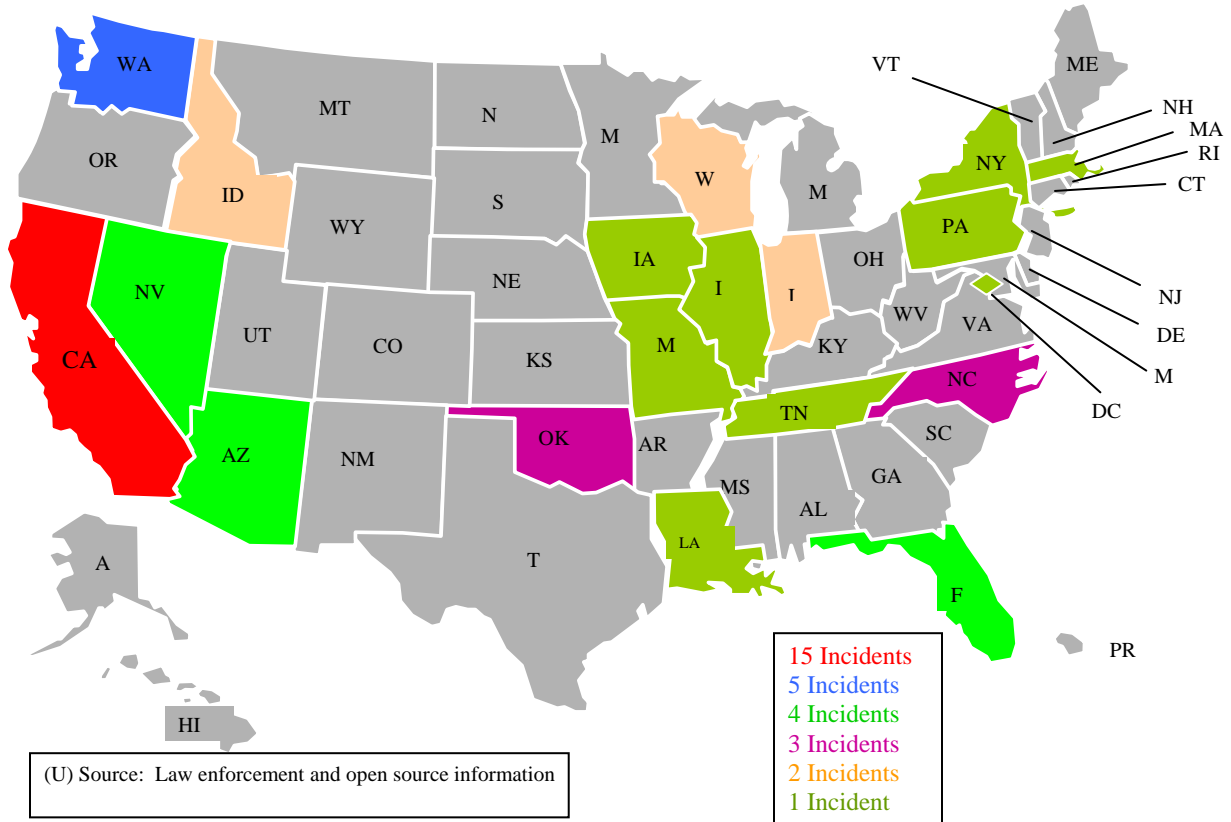 WA
VT
ME
MT
N
NH
M
MA
OR
NY
RI
ID
W
M
CT
S
WY
PA
IA
OH
NE
NV
I
I
NJ
WV
VA
UT
DE
CO
M
KY
CA
KS
M
NC
DC
TN
OK
SC
AZ
NM
AR
GA
MS
AL
LA
T
A
F
PR
HI
15 Incidents
5 Incidents
4 Incidents
3 Incidents
2 Incidents
1 Incident
(U) Source: Law enforcement and open source information